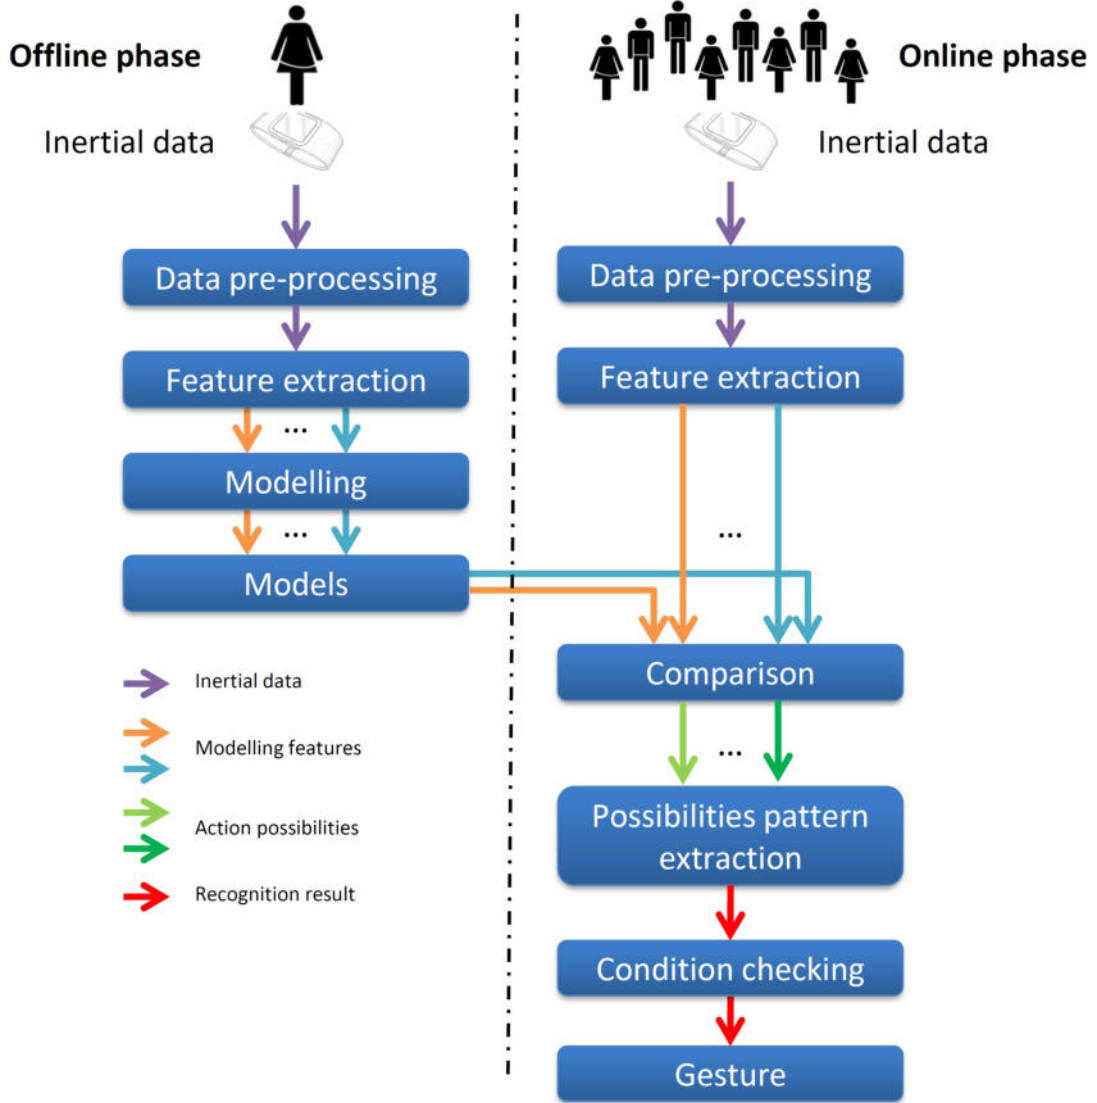 Offline phase
Inertial data
Data pre-processing
Feature extraction
...
Modelling
...
Models
Inertial data
Modelling features
Action possibilities
Recognition result
Online phase
Inertial data
Data pre-processing
Feature extraction
...
Comparison
...
Possibilities pattern
extraction
Condition checking
Gesture